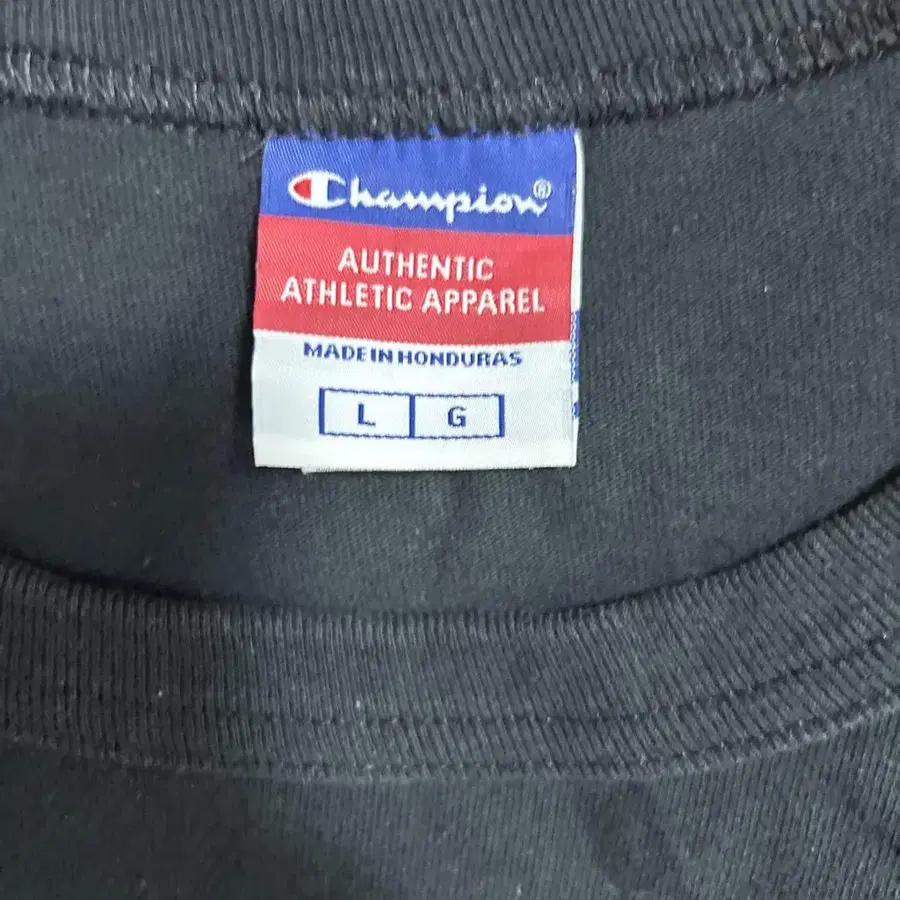 Champion®
AUTHENTIC
ATHLETIC APPAREL
MADE IN HONDURAS
L G